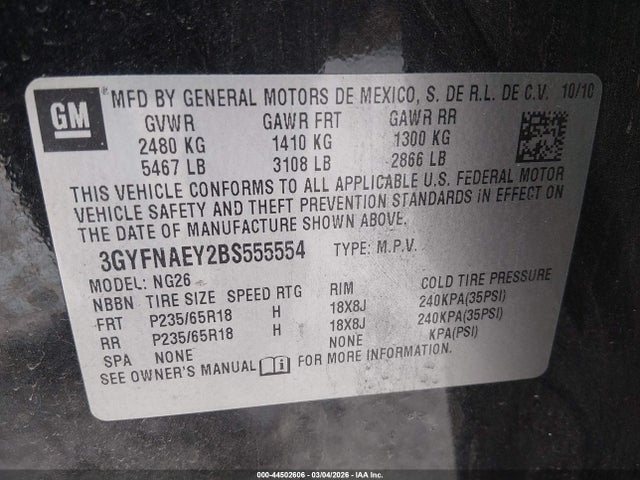 GM
MFD BY GENERAL MOTORS DE MEXICO, S. DE R.L. DE C.V. 10/10
GVWR GAWR FRT GAWR RR
2480 KG 1410 KG 1300 KG
5467 LB 3108 LB 2866 LB
THIS VEHICLE CONFORMS TO ALL APPLICABLE U.S. FEDERAL MOTOR
VEHICLE SAFETY AND THEFT PREVENTION STANDARDS IN EFFECT ON
THE DATE OF MANUFACTURE SHOWN ABOVE.
3GYFNAEY2BS555554 TYPE: M.P.V.
MODEL: NG26
NBBN TIRE SIZE SPEED RTG RIM COLD TIRE PRESSURE
FRT P235/65R18 H 18X8J 240KPA(35PSI)
RR P235/65R18 H 18X8J 240KPA(35PSI)
SPA NONE NONE KPA(PSI)
SEE OWNER'S MANUAL FOR MORE INFORMATION.
000-44502606 - 03/04/2026 - IAA Inc.